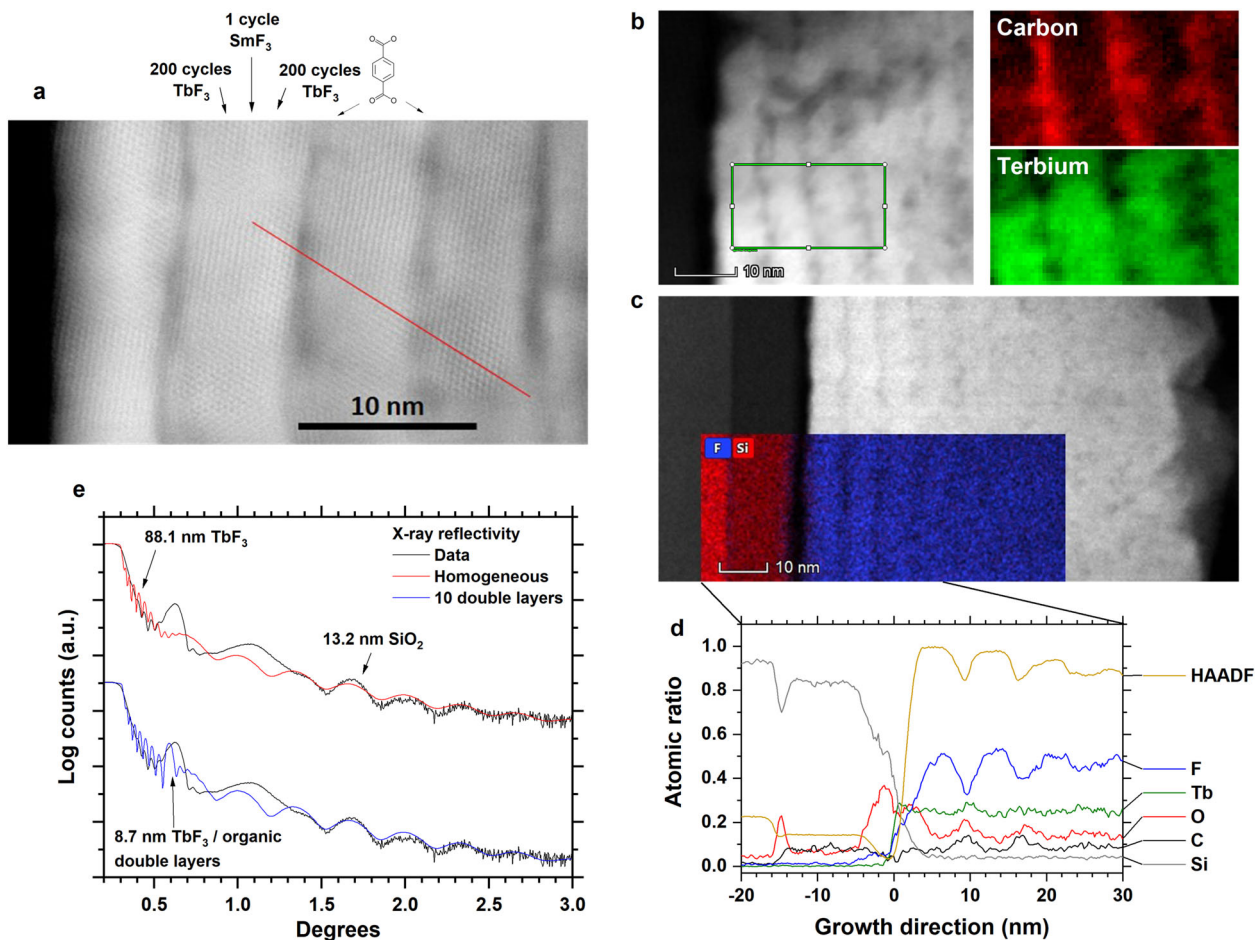 a
1 cycle
SmF3
200 cycles
TbF3
200 cycles
TbF3
O
O
O
O
10 nm
b
10 nm
Carbon
Terbium
c
F
Si
10 nm
d
Atomic ratio
1.0
0.8
0.6
0.4
0.2
0.0
-20
-10
0
10
20
30
Growth direction (nm)
HAADF
F
Tb
O
C
Si
e
88.1 nm TbF3
X-ray reflectivity
Data
Homogeneous
10 double layers
13.2 nm SiO2
8.7 nm TbF3 / organic
double layers
Log counts (a.u.)
0.5
1.0
1.5
2.0
2.5
3.0
Degrees